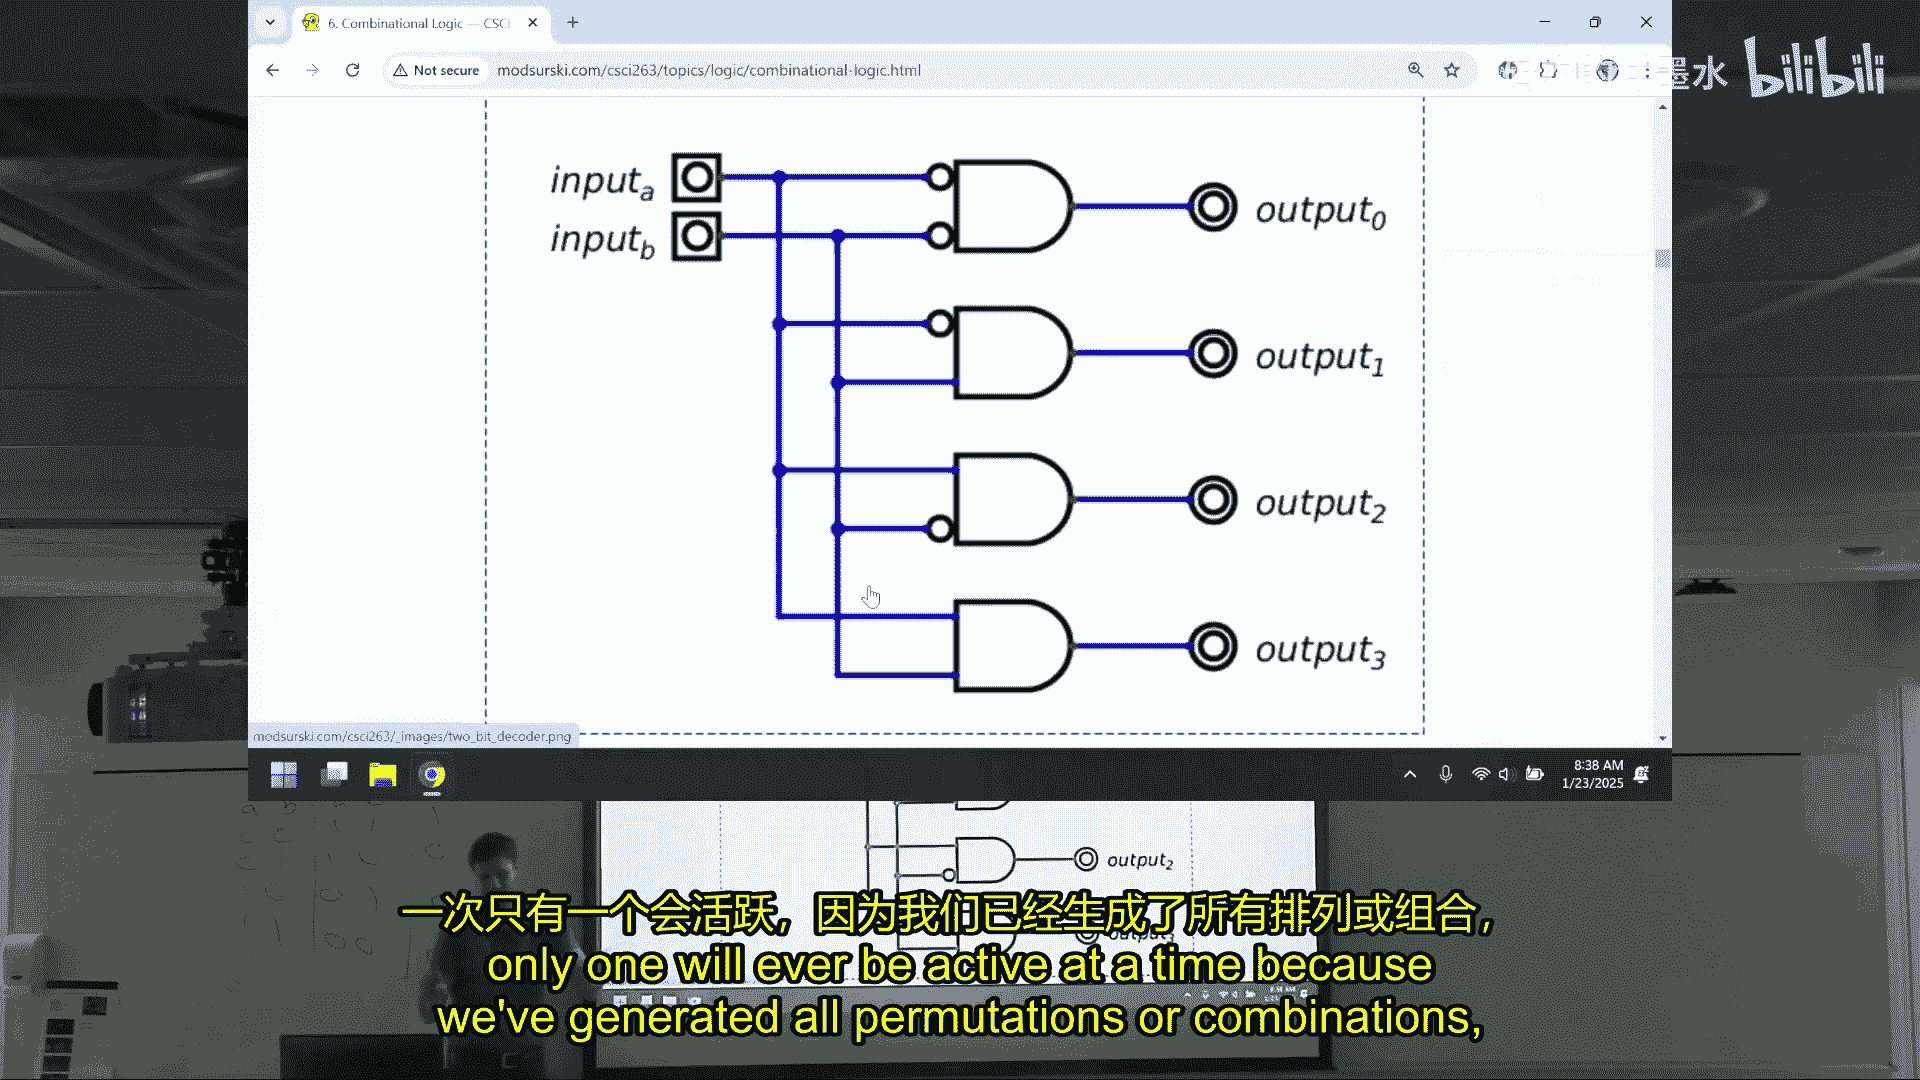 6. Combinational Logic — CSCI
Not secure
modsurski.com/csci263/topics/logic/combinational-logic.html
墨水
bilibili
input_a
input_b
output_0
output_1
output_2
output_3
modsurski.com/csci263/_images/two_bit_decoder.png
8:38 AM
1/23/2025
output_2
一次只有一个会活跃，因为我们已经生成了所有排列或组合，
only one will ever be active at a time because
we've generated all permutations or combinations,